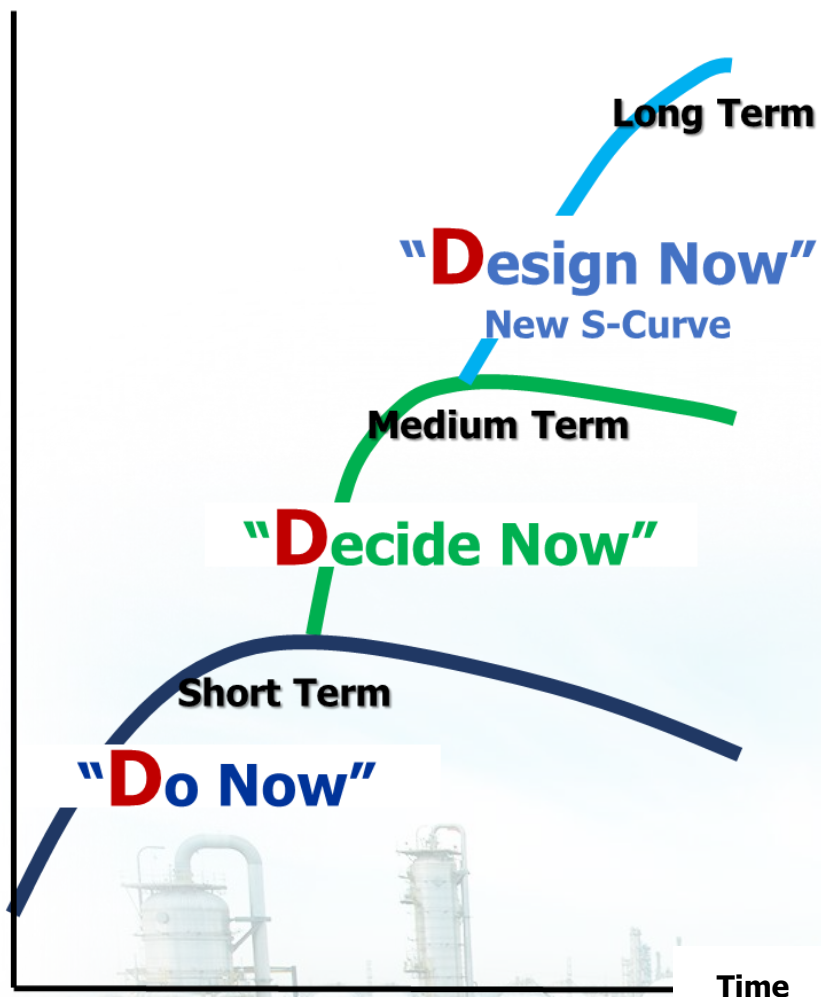 Long Term
“Design Now”
New S-Curve
Medium Term
“Decide Now”
Short Term
“Do Now”
Time